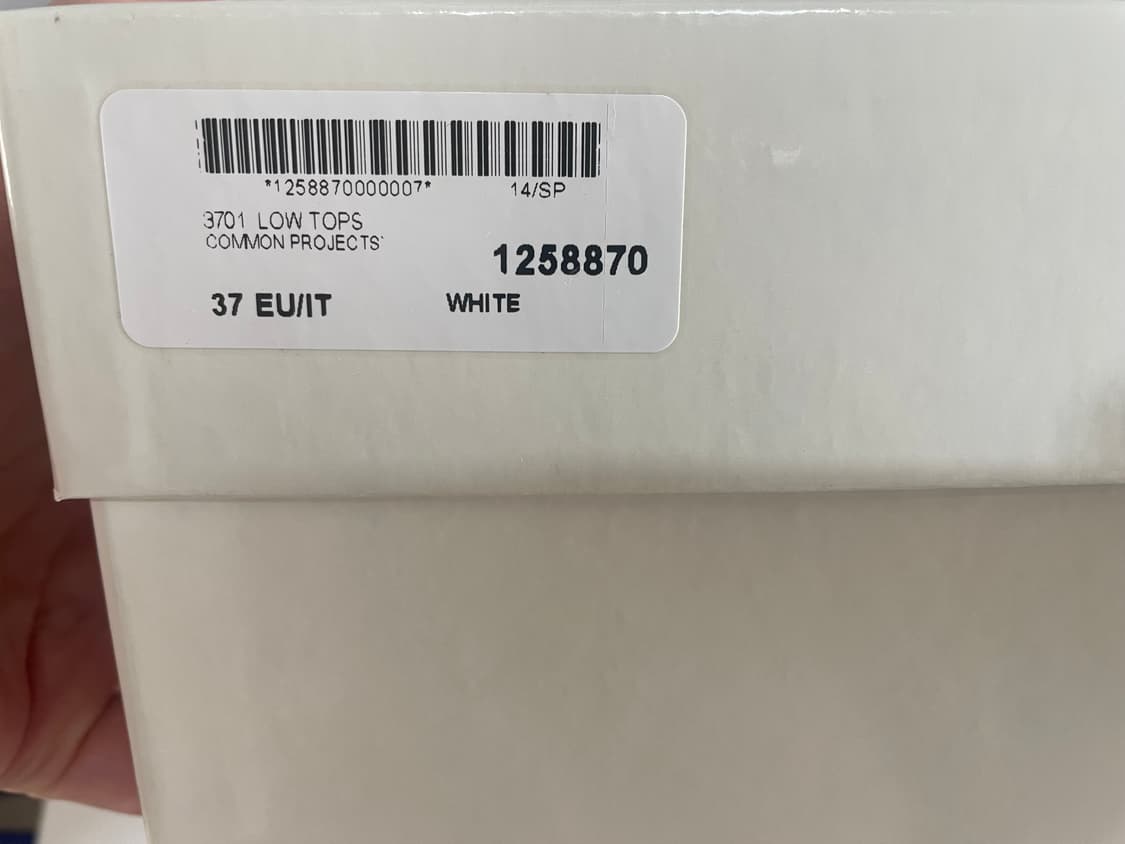 *1258870000007*
14/SP
3701 LOW TOPS
COMMON PROJECTS
1258870
37 EU/IT
WHITE